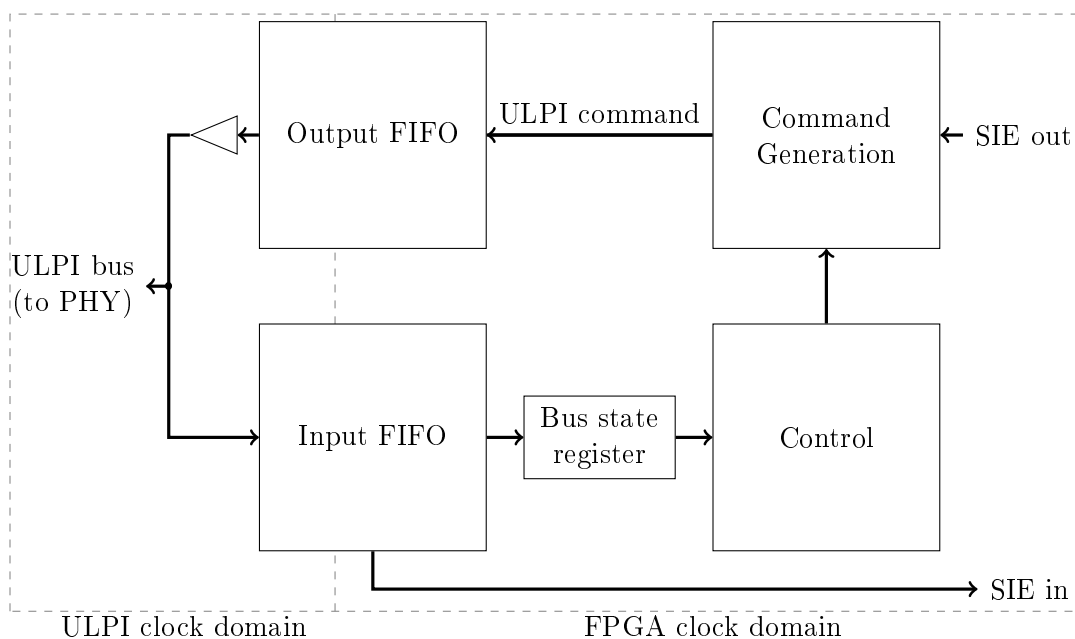 Output FIFO
ULPI command
Command
Generation
SIE out
ULPI bus
(to PHY)
Input FIFO
Bus state
register
Control
SIE in
ULPI clock domain
FPGA clock domain